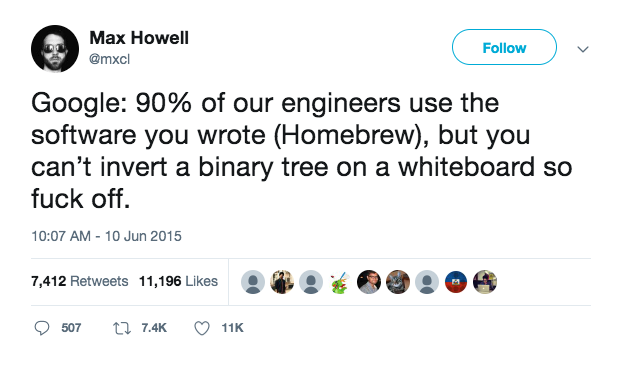 Max Howell
@mxcl
Follow
Google: 90% of our engineers use the
software you wrote (Homebrew), but you
can’t invert a binary tree on a whiteboard so
fuck off.
10:07 AM - 10 Jun 2015
7,412 Retweets 11,196 Likes
507 7.4K 11K